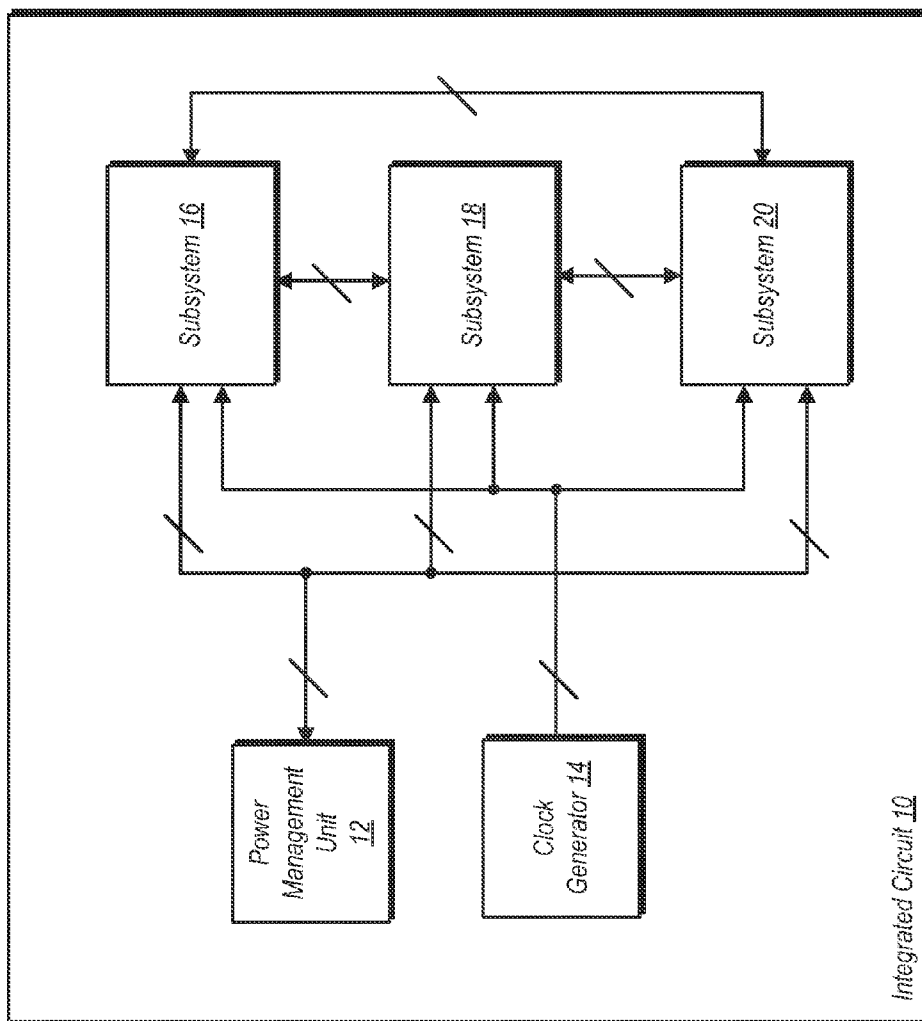 Power
Management
Unit
12
Clock
Generator 14
Subsystem 16
Subsystem 18
Subsystem 20
Integrated Circuit 10